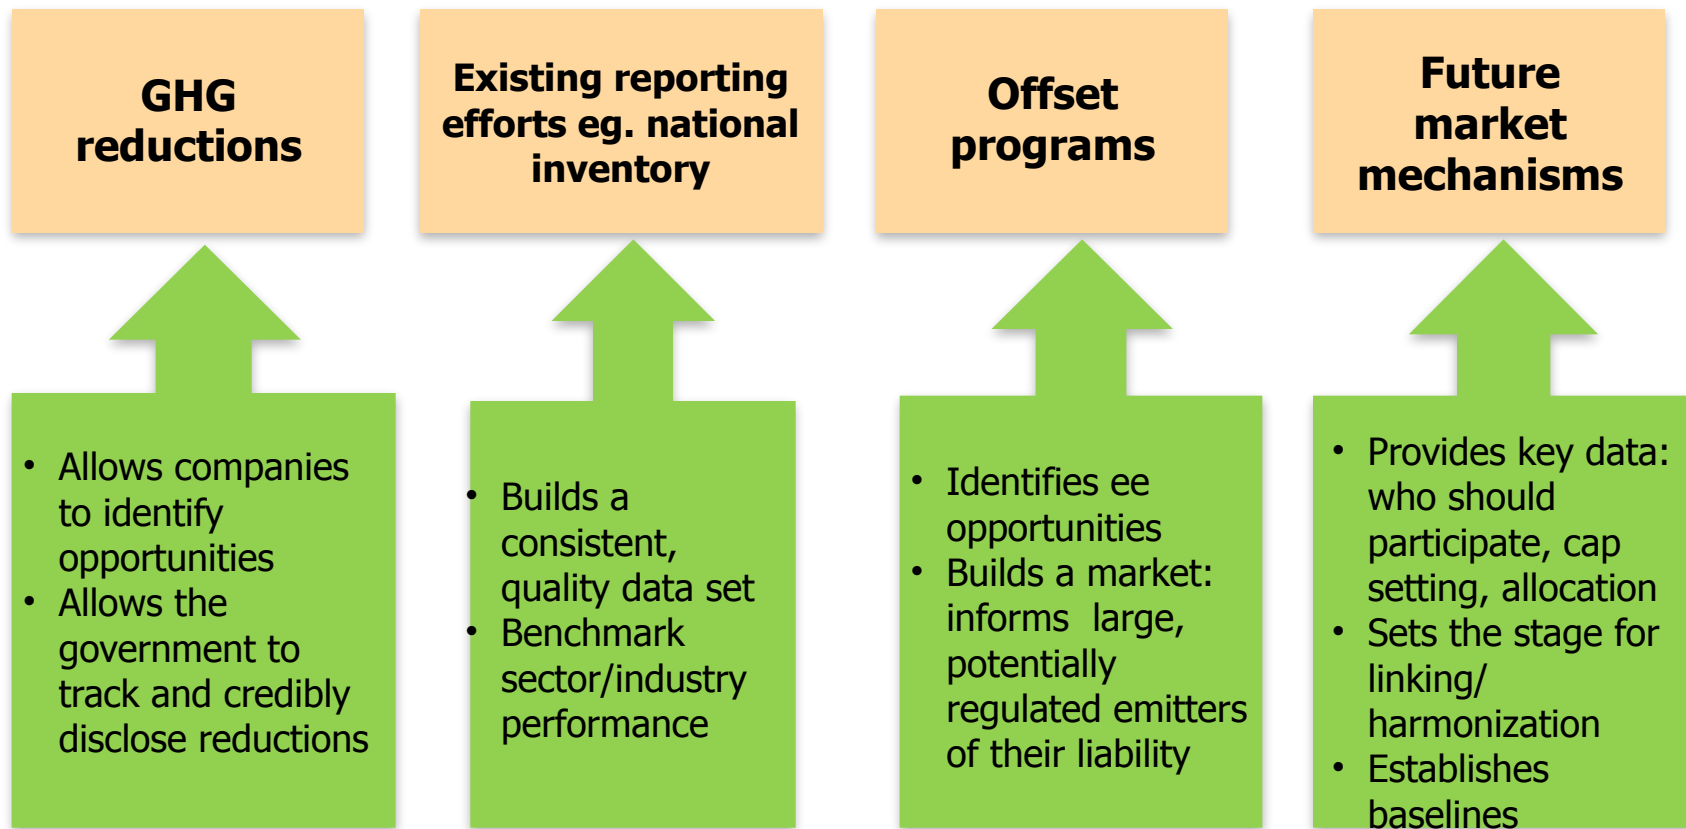 GHG
reductions
Existing reporting
efforts eg. national
inventory
Offset
programs
Future
market
mechanisms
• Allows companies
to identify
opportunities
• Allows the
government to
track and credibly
disclose reductions
• Builds a
consistent,
quality data set
• Benchmark
sector/industry
performance
• Identifies ee
opportunities
• Builds a market:
informs  large,
potentially
regulated emitters
of their liability
• Provides key data:
who should
participate, cap
setting, allocation
• Sets the stage for
linking/
harmonization
• Establishes
baselines